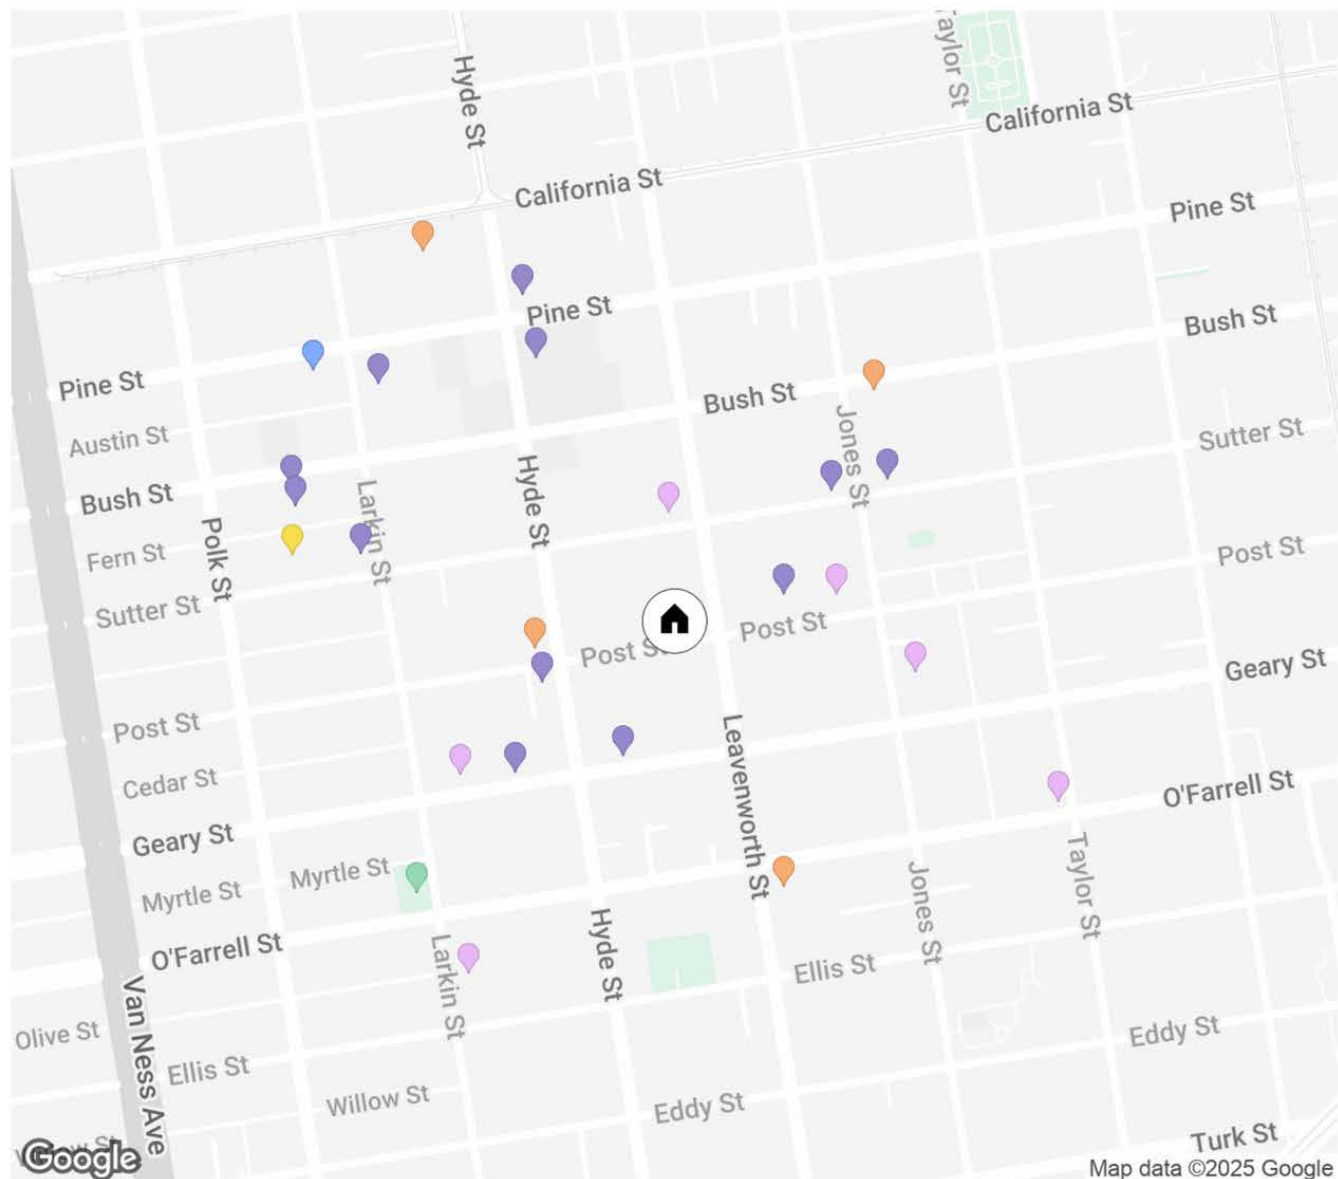 Taylor St
Hyde St
California St
California St
Pine St
Pine St
Bush St
Pine St
Bush St
Jones St
Sutter St
Austin St
Bush St
Hyde St
Larkin St
Polk St
Fern St
Post St
Sutter St
Post St
Post St
Geary St
Post St
Leavenworth St
Cedar St
O'Farrell St
Geary St
Myrtle St
Taylor St
Myrtle St
Jones St
O'Farrell St
Hyde St
Larkin St
Ellis St
Van Ness Ave
Olive St
Eddy St
Ellis St
Willow St
Eddy St
Turk St
Google
Map data ©2025 Google